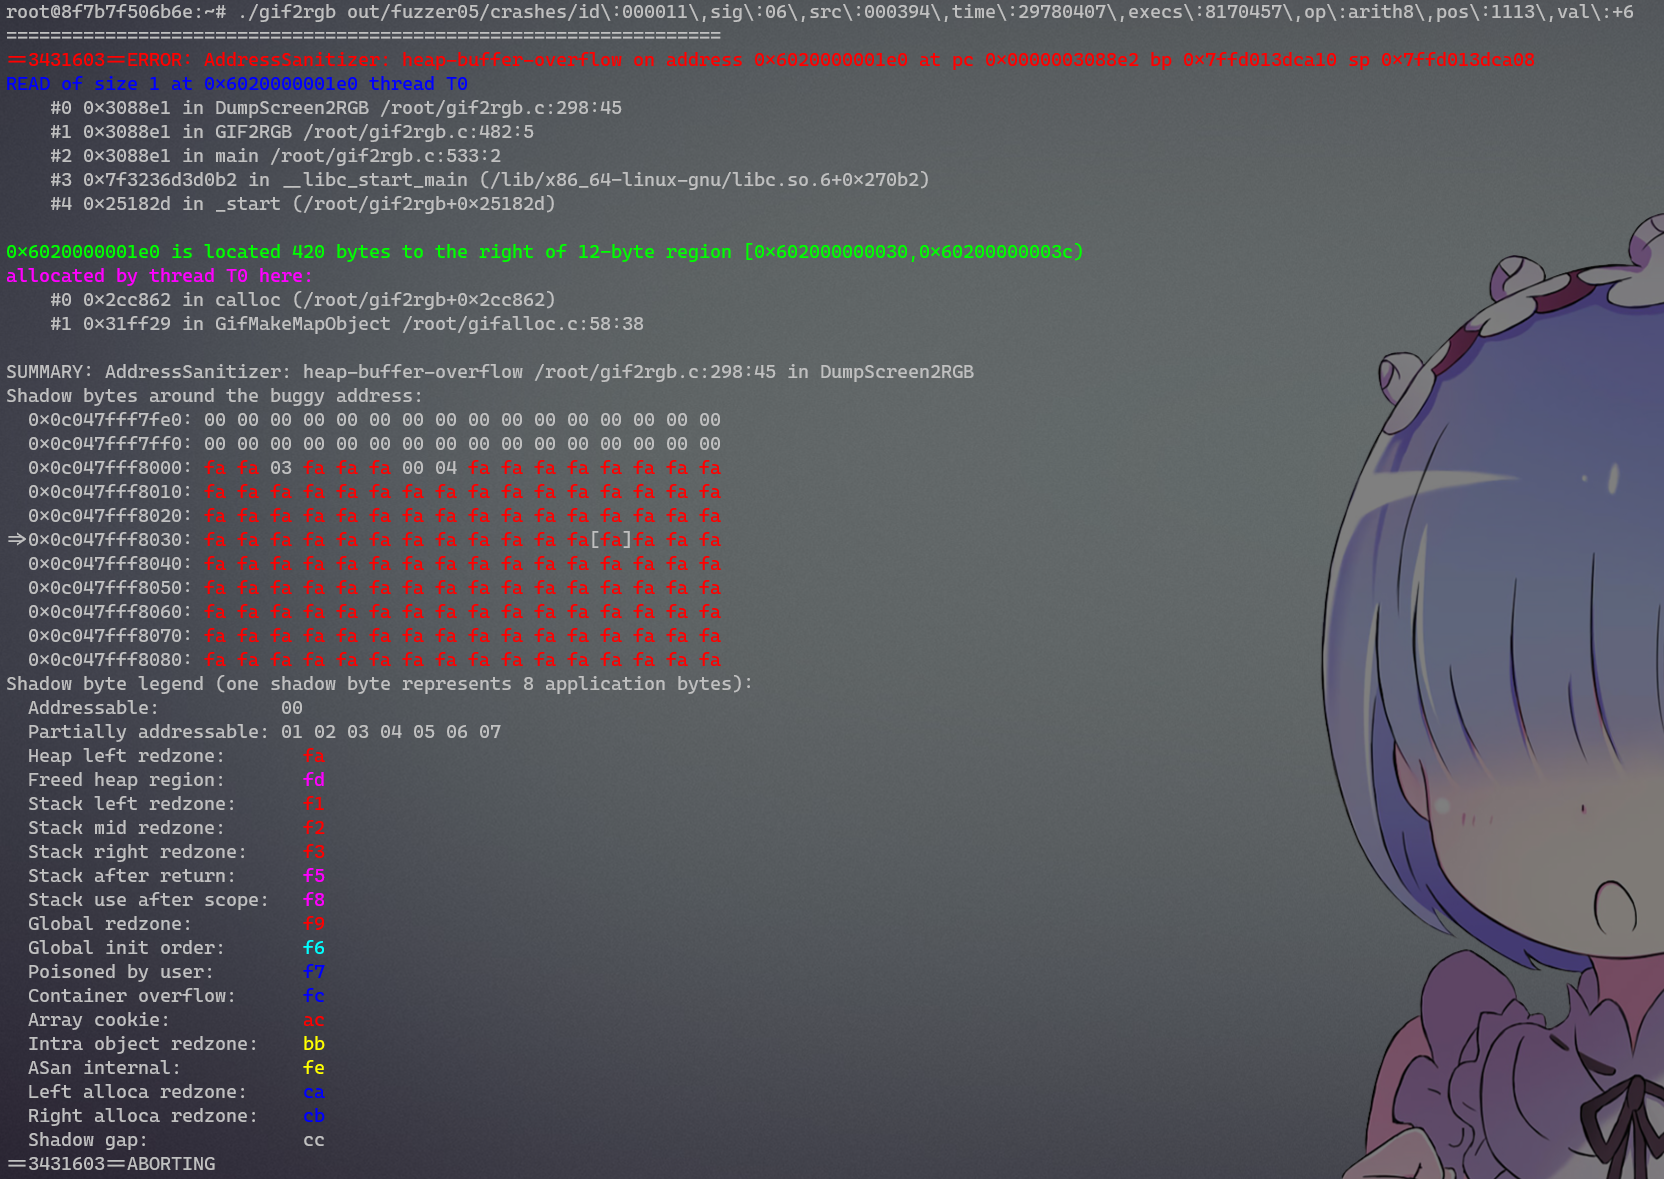 root@8f7b7f506b6e:~# ./gif2rgb out/fuzzer05/crashes/id\:000011\,sig\:06\,src\:000394\,time\:29780407\,execs\:8170457\,op\:arith8\,pos\:1113\,val\:+6
=================================================================
==3431603==ERROR: AddressSanitizer: heap-buffer-overflow on address 0x6020000001e0 at pc 0x0000003088e2 bp 0x7ffd013dca10 sp 0x7ffd013dca08
READ of size 1 at 0x6020000001e0 thread T0
    #0 0x3088e1 in DumpScreen2RGB /root/gif2rgb.c:298:45
    #1 0x3088e1 in GIF2RGB /root/gif2rgb.c:482:5
    #2 0x3088e1 in main /root/gif2rgb.c:533:2
    #3 0x7f3236d3d0b2 in __libc_start_main (/lib/x86_64-linux-gnu/libc.so.6+0x270b2)
    #4 0x25182d in _start (/root/gif2rgb+0x25182d)

0x6020000001e0 is located 420 bytes to the right of 12-byte region [0x602000000030,0x60200000003c)
allocated by thread T0 here:
    #0 0x2cc862 in calloc (/root/gif2rgb+0x2cc862)
    #1 0x31ff29 in GifMakeMapObject /root/gifalloc.c:58:38

SUMMARY: AddressSanitizer: heap-buffer-overflow /root/gif2rgb.c:298:45 in DumpScreen2RGB
Shadow bytes around the buggy address:
  0x0c047fff7fe0: 00 00 00 00 00 00 00 00 00 00 00 00 00 00 00 00
  0x0c047fff7ff0: 00 00 00 00 00 00 00 00 00 00 00 00 00 00 00 00
  0x0c047fff8000: fa fa 03 fa fa fa 00 04 fa fa fa fa fa fa fa fa
  0x0c047fff8010: fa fa fa fa fa fa fa fa fa fa fa fa fa fa fa fa
  0x0c047fff8020: fa fa fa fa fa fa fa fa fa fa fa fa fa fa fa fa
=>0x0c047fff8030: fa fa fa fa fa fa fa fa fa fa fa fa[fa]fa fa fa
  0x0c047fff8040: fa fa fa fa fa fa fa fa fa fa fa fa fa fa fa fa
  0x0c047fff8050: fa fa fa fa fa fa fa fa fa fa fa fa fa fa fa fa
  0x0c047fff8060: fa fa fa fa fa fa fa fa fa fa fa fa fa fa fa fa
  0x0c047fff8070: fa fa fa fa fa fa fa fa fa fa fa fa fa fa fa fa
  0x0c047fff8080: fa fa fa fa fa fa fa fa fa fa fa fa fa fa fa fa
Shadow byte legend (one shadow byte represents 8 application bytes):
  Addressable:           00
  Partially addressable: 01 02 03 04 05 06 07
  Heap left redzone:       fa
  Freed heap region:       fd
  Stack left redzone:      f1
  Stack mid redzone:       f2
  Stack right redzone:     f3
  Stack after return:      f5
  Stack use after scope:   f8
  Global redzone:          f9
  Global init order:       f6
  Poisoned by user:        f7
  Container overflow:      fc
  Array cookie:            ac
  Intra object redzone:    bb
  ASan internal:           fe
  Left alloca redzone:     ca
  Right alloca redzone:    cb
  Shadow gap:              cc
==3431603==ABORTING